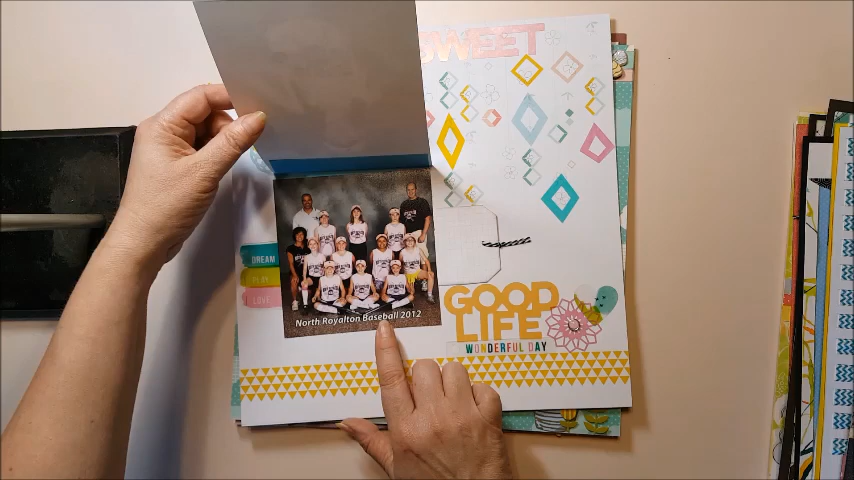 SWEET
DREAM
PLAY
LOVE
North Royalton Baseball 2012
GOOD
LIFE
WONDERFUL DAY